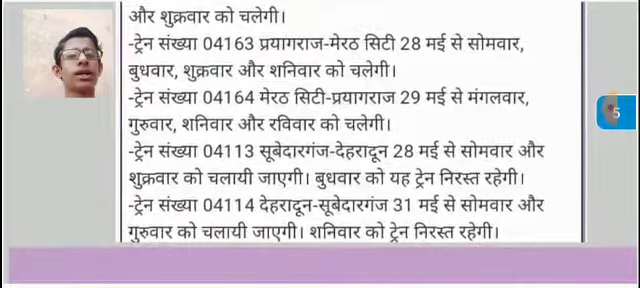 और शुक्रवार को चलेगी।
-ट्रेन संख्या 04163 प्रयागराज-मेरठ सिटी 28 मई से सोमवार,
बुधवार, शुक्रवार और शनिवार को चलेगी।
-ट्रेन संख्या 04164 मेरठ सिटी-प्रयागराज 29 मई से मंगलवार,
गुरुवार, शनिवार और रविवार को चलेगी।
-ट्रेन संख्या 04113 सूबेदारगंज-देहरादून 28 मई से सोमवार और
शुक्रवार को चलायी जाएगी। बुधवार को यह ट्रेन निरस्त रहेगी।
-ट्रेन संख्या 04114 देहरादून-सूबेदारगंज 31 मई से सोमवार और
गुरुवार को चलायी जाएगी। शनिवार को ट्रेन निरस्त रहेगी।
5